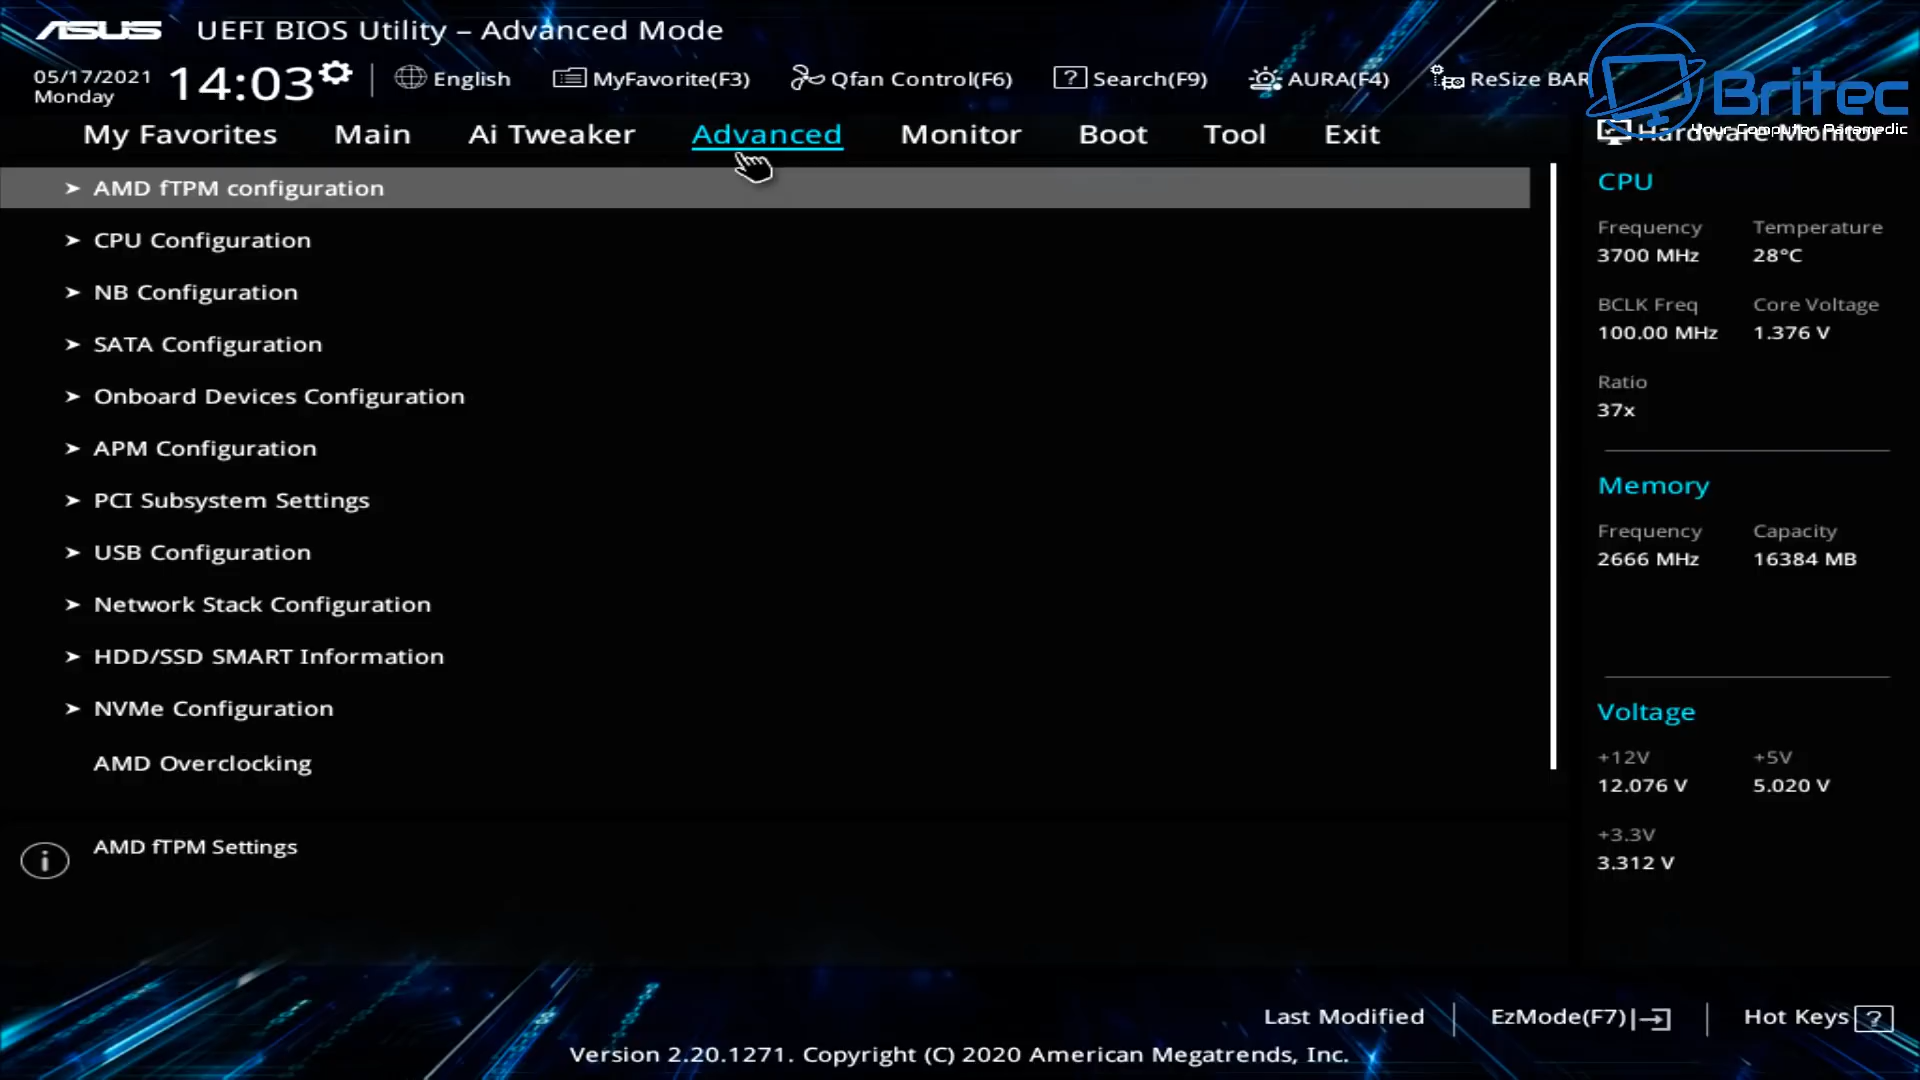 ASUS UEFI BIOS Utility – Advanced Mode
05/17/2021
Monday
14:03
English
MyFavorite(F3)
Qfan Control(F6)
? Search(F9)
AURA(F4)
ReSize BAR
Britec
Your Computer Paramedic
My Favorites
Main
Ai Tweaker
Advanced
Monitor
Boot
Tool
Exit
Hardware Monitor
AMD fTPM configuration
CPU Configuration
NB Configuration
SATA Configuration
Onboard Devices Configuration
APM Configuration
PCI Subsystem Settings
USB Configuration
Network Stack Configuration
HDD/SSD SMART Information
NVMe Configuration
AMD Overclocking
CPU
Frequency Temperature
3700 MHz 28°C
BCLK Freq Core Voltage
100.00 MHz 1.376 V
Ratio
37x
Memory
Frequency Capacity
2666 MHz 16384 MB
Voltage
+12V +5V
12.076 V 5.020 V
+3.3V
3.312 V
i AMD fTPM Settings
Last Modified
EzMode(F7)
Hot Keys ?
Version 2.20.1271. Copyright (C) 2020 American Megatrends, Inc.